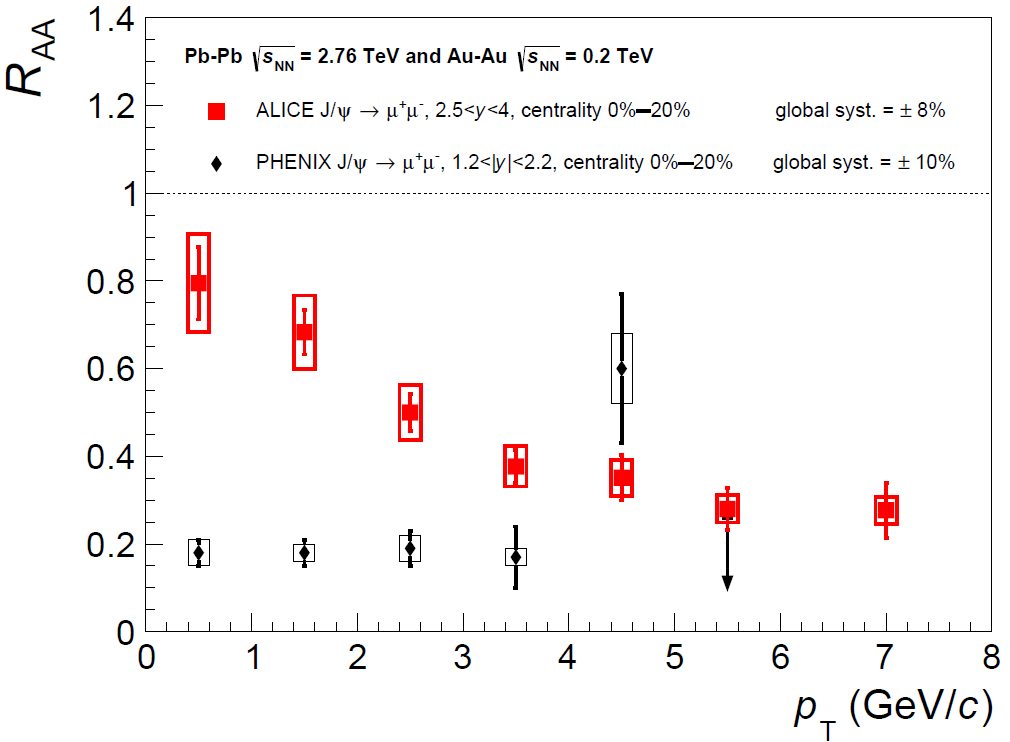 R_AA
1.4
1.2
1
0.8
0.6
0.4
0.2
0
Pb-Pb √s_NN = 2.76 TeV and Au-Au √s_NN = 0.2 TeV
ALICE J/ψ → μ⁺μ⁻, 2.5<y<4, centrality 0%–20% global syst. = ± 8%
PHENIX J/ψ → μ⁺μ⁻, 1.2<|y|<2.2, centrality 0%–20% global syst. = ± 10%
0 1 2 3 4 5 6 7 8
p_T (GeV/c)